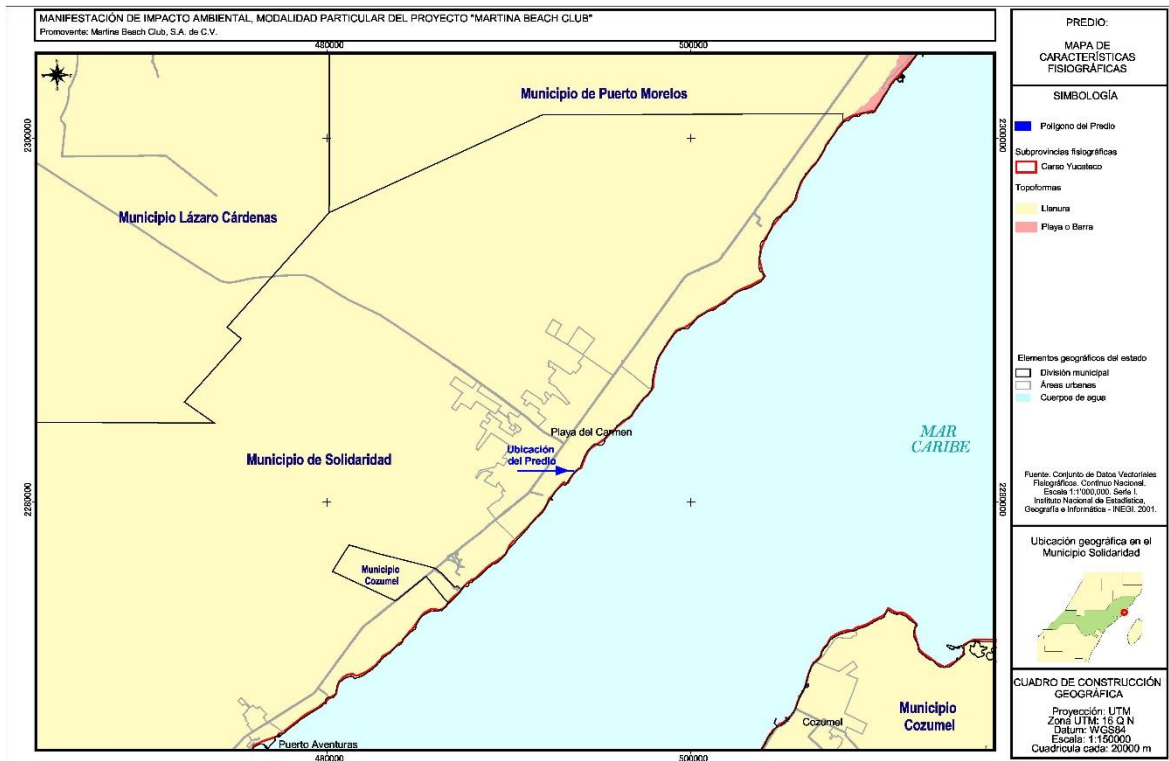 MANIFESTACIÓN DE IMPACTO AMBIENTAL, MODALIDAD PARTICULAR DEL PROYECTO "MARTINA BEACH CLUB"
Promovente: Martina Beach Club, S.A. de C.V.
480000
500000
2300000
2300000
2280000
2280000
480000
500000
Municipio de Puerto Morelos
Municipio Lázaro Cárdenas
Playa del Carmen
Ubicación
del Predio
Municipio de Solidaridad
MAR
CARIBE
Municipio
Cozumel
Puerto Aventuras
Cozumel
Municipio
Cozumel
PREDIO:
MAPA DE
CARACTERÍSTICAS
FISIOGRÁFICAS
SIMBOLOGÍA
Polígono del Predio
Subprovincias fisiográficas
Carso Yucateco
Topoformas
Llanura
Playa o Barra
Elementos geográficos del estado
División municipal
Áreas urbanas
Cuerpos de agua
Fuente: Conjunto de Datos Vectoriales
Fisiográficos. Continuo Nacional.
Escala 1:1'000,000. Serie I.
Instituto Nacional de Estadística,
Geografía e Informática - INEGI. 2001.
Ubicación geográfica en el
Municipio Solidaridad
CUADRO DE CONSTRUCCIÓN
GEOGRÁFICA
Proyección: UTM
Zona UTM: 16 Q N
Datum: WGS84
Escala: 1:150000
Cuadrícula cada: 20000 m